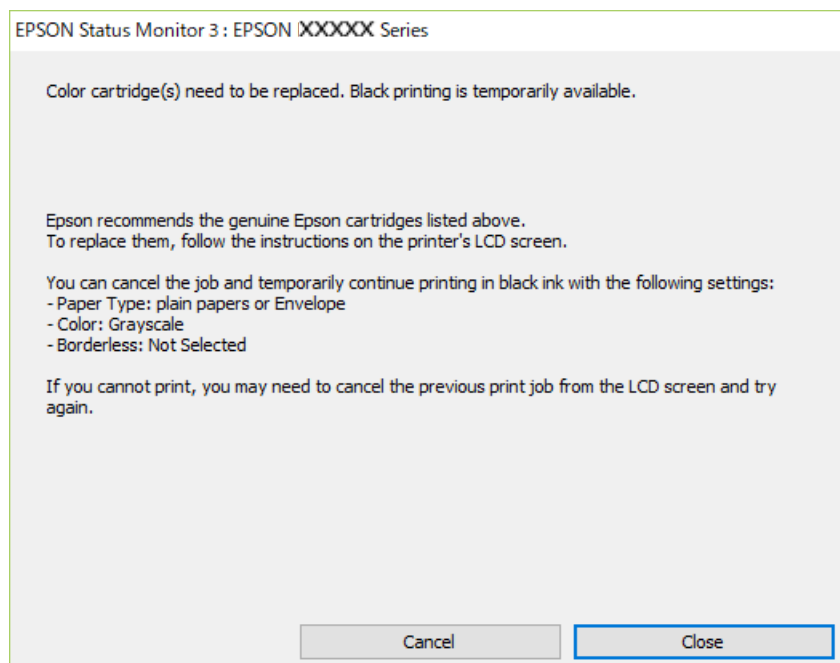 EPSON Status Monitor 3 : EPSON XXXXX Series
Color cartridge(s) need to be replaced. Black printing is temporarily available.
Epson recommends the genuine Epson cartridges listed above.
To replace them, follow the instructions on the printer's LCD screen.
You can cancel the job and temporarily continue printing in black ink with the following settings:
- Paper Type: plain papers or Envelope
- Color: Grayscale
- Borderless: Not Selected
If you cannot print, you may need to cancel the previous print job from the LCD screen and try
again.
Cancel
Close